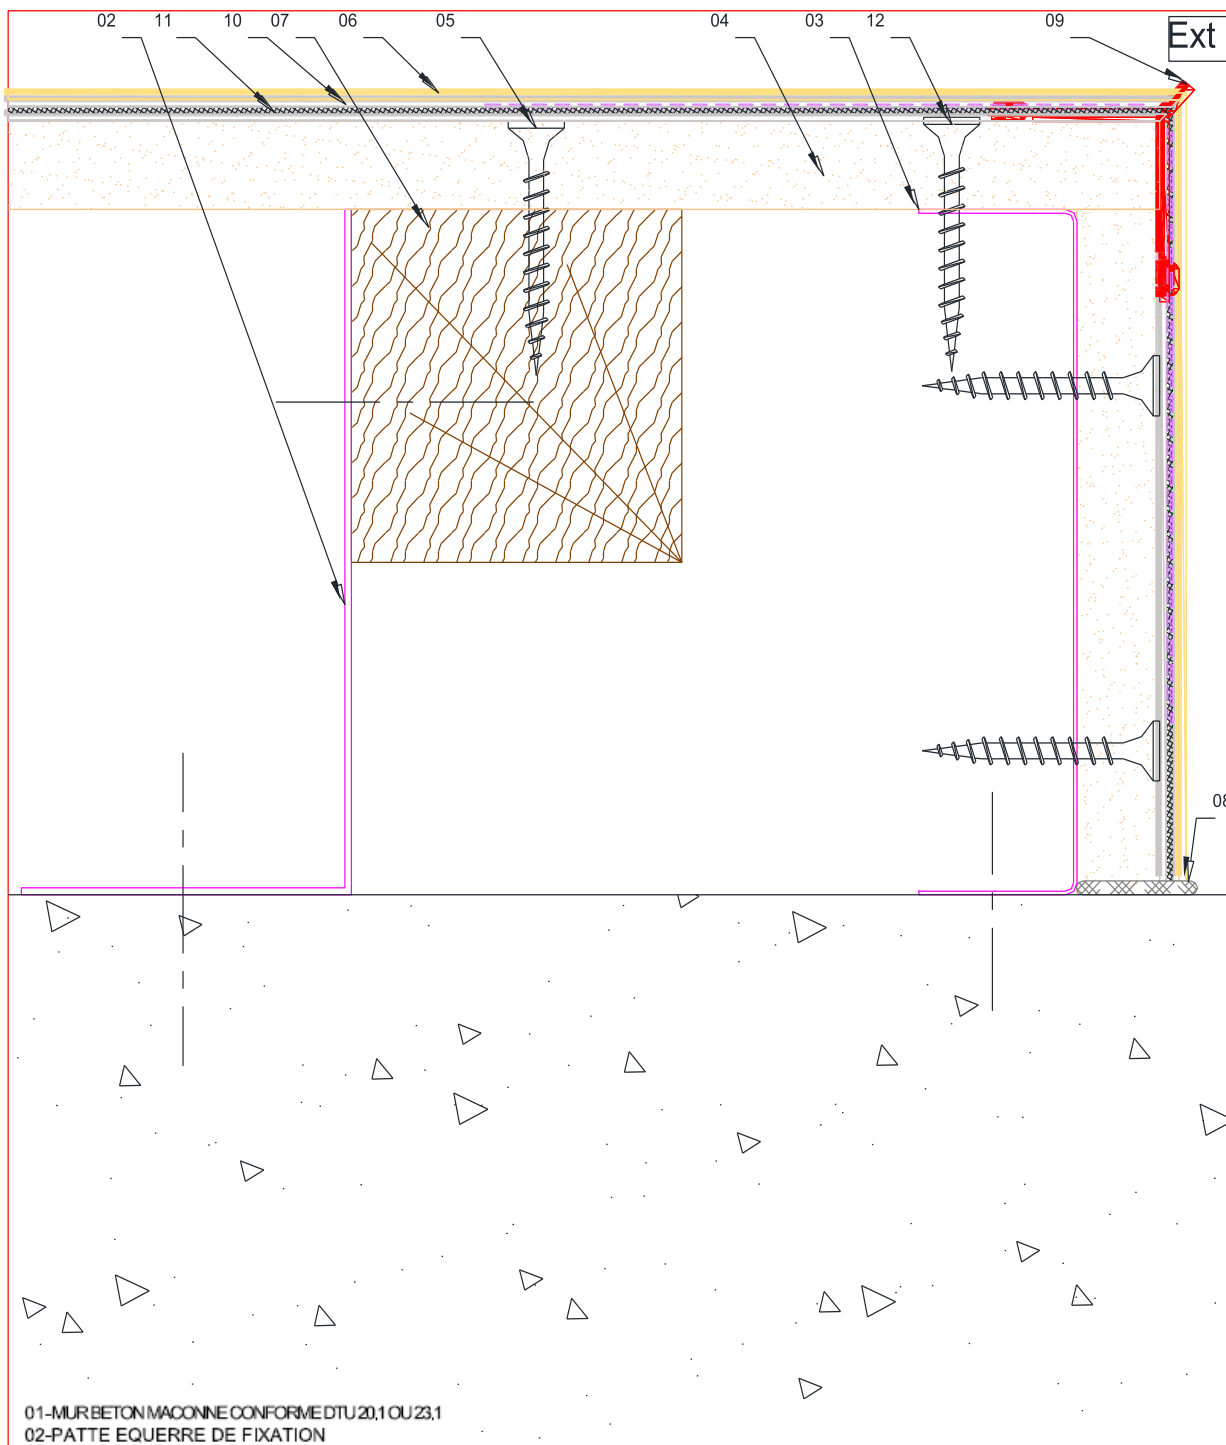 02 11 10 07 06 05 04 03 12 09
Ext
08
01-MUR BETON MACONNE CONFORME DTU 20,1 OU 23,1
02-PATTE EQUERRE DE FIXATION